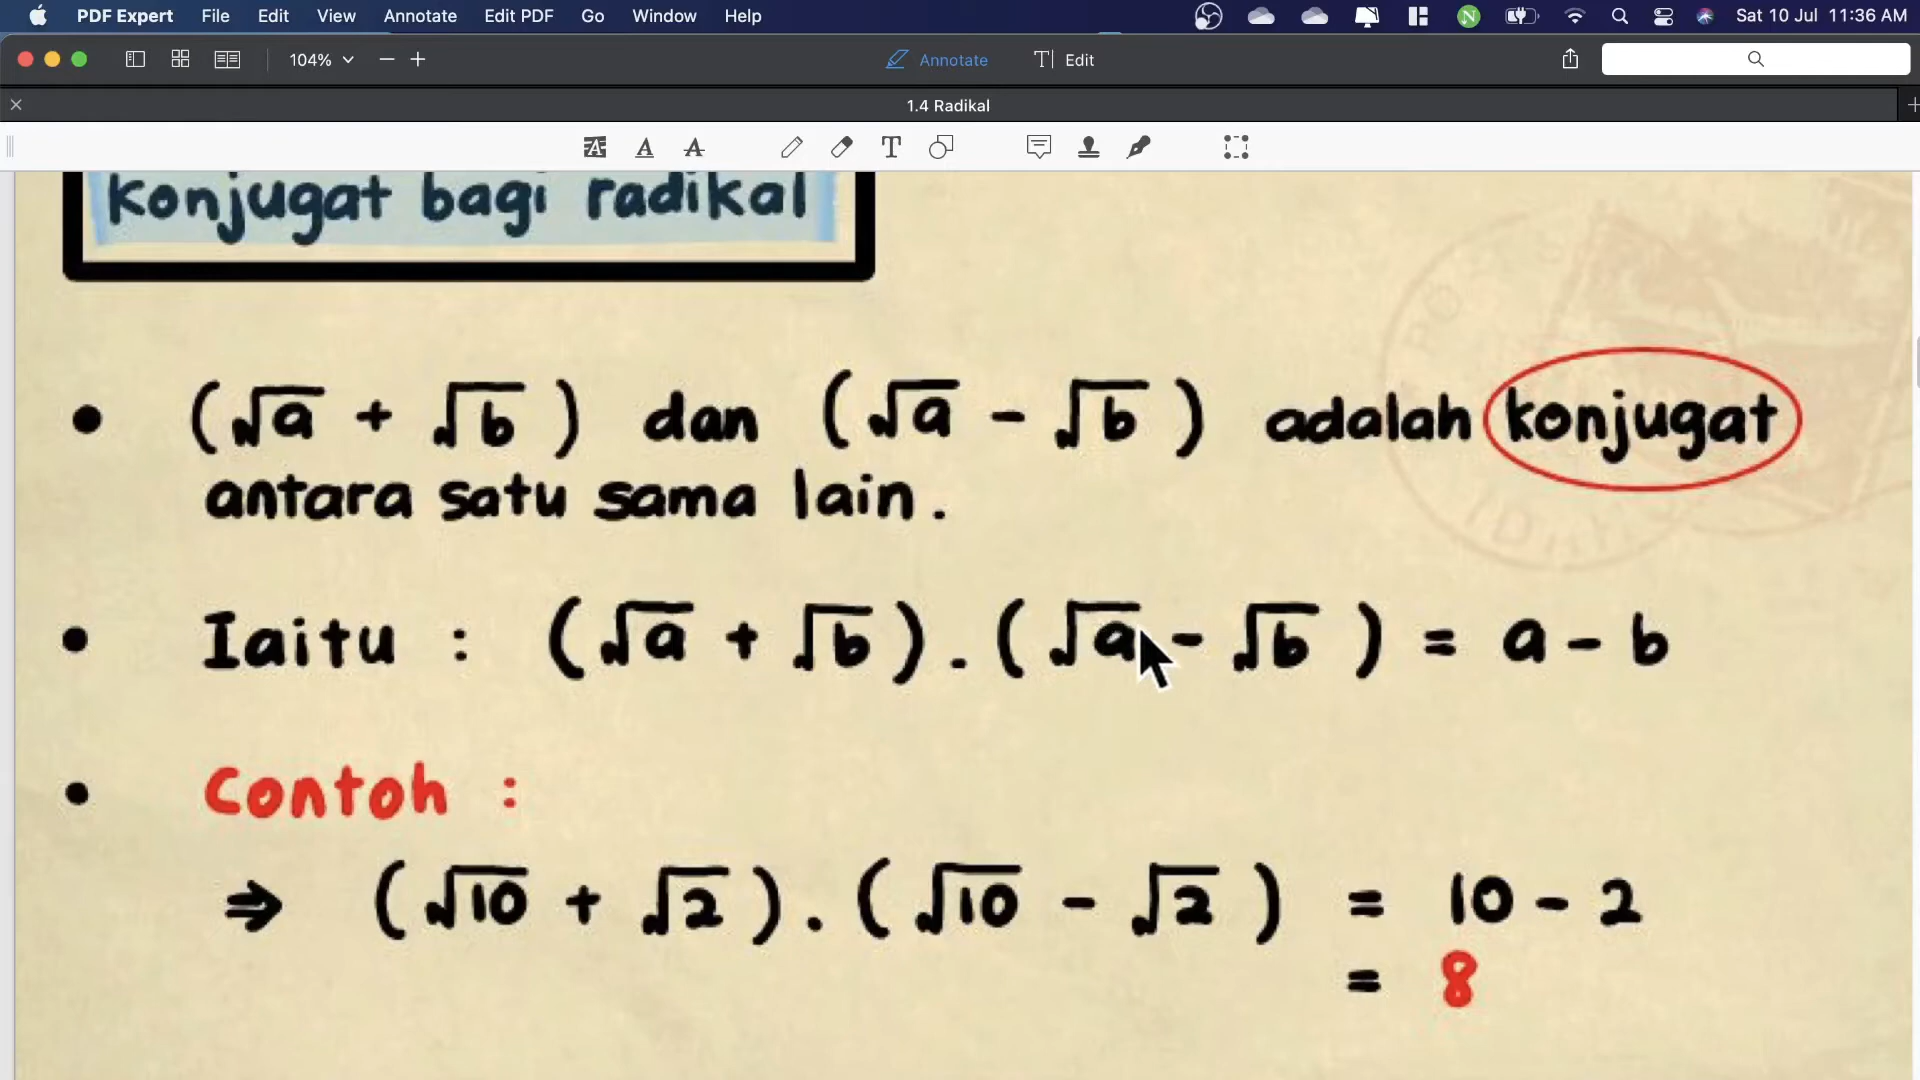 PDF Expert File Edit View Annotate Edit PDF Go Window Help Sat 10 Jul 11:36 AM
104% Annotate Edit
1.4 Radikal
konjugat bagi radikal
• (√a + √b) dan (√a - √b) adalah konjugat
antara satu sama lain.
• Iaitu : (√a + √b).(√a - √b) = a - b
• Contoh :
⇒ (√10 + √2).(√10 - √2) = 10 - 2
= 8